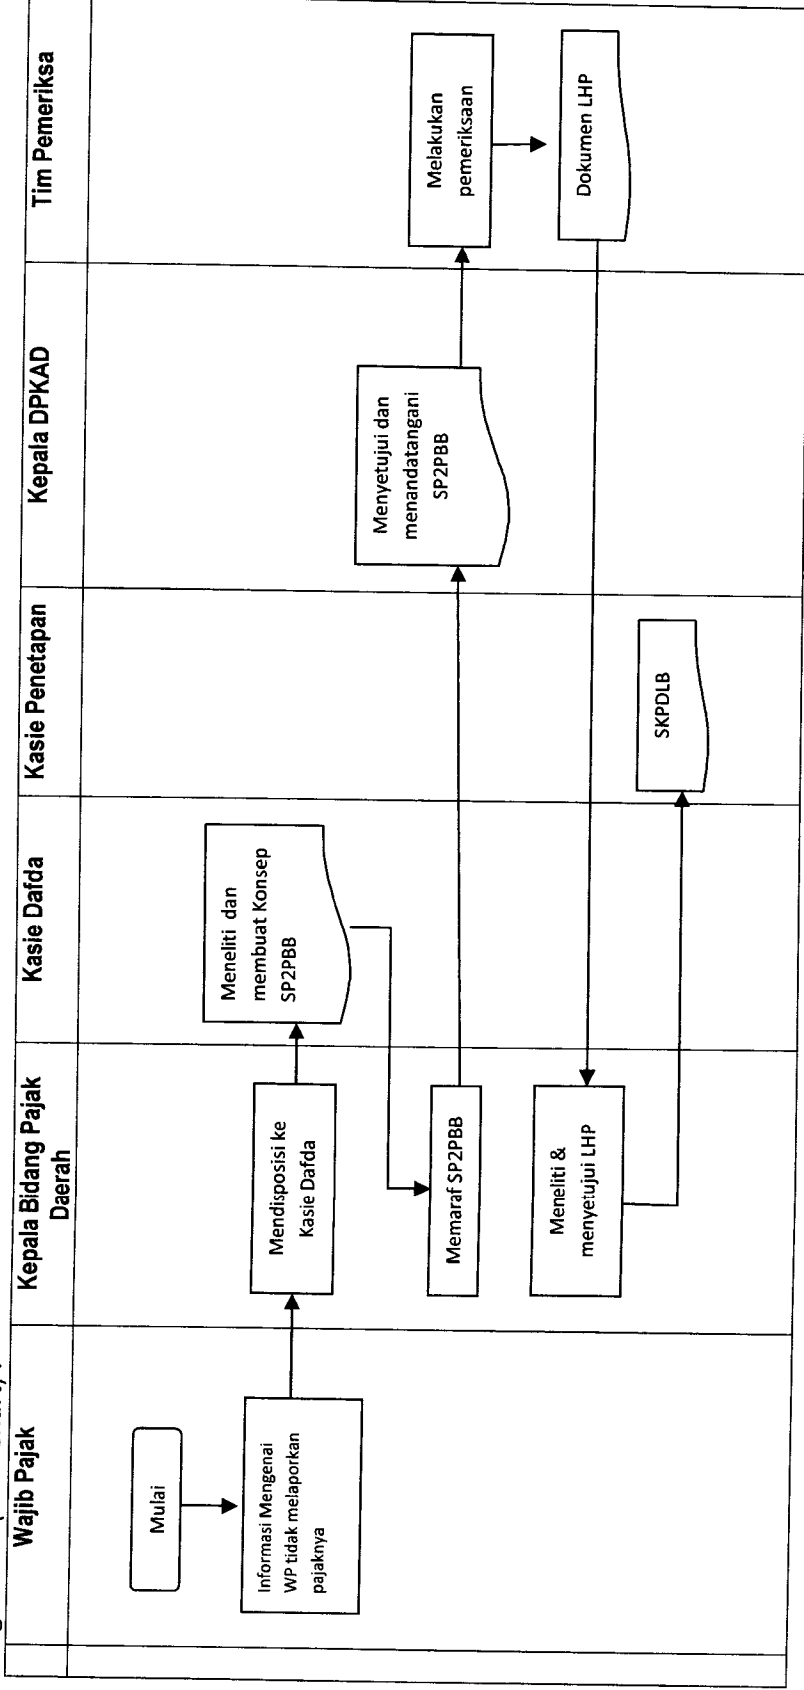 Wajib Pajak
Kepala Bidang Pajak
Daerah
Kasie Dafda
Kasie Penetapan
Kepala DPKAD
Tim Pemeriksa
Mulai
Informasi Mengenai
WP tidak melaporkan
pajaknya
Mendisposisi ke
Kasie Dafda
Meneliti dan
membuat Konsep
SP2PBB
Memaraf SP2PBB
Menyetujui dan
menandatangani
SP2PBB
Melakukan
pemeriksaan
Dokumen LHP
Meneliti &
menyetujui LHP
SKPDLB